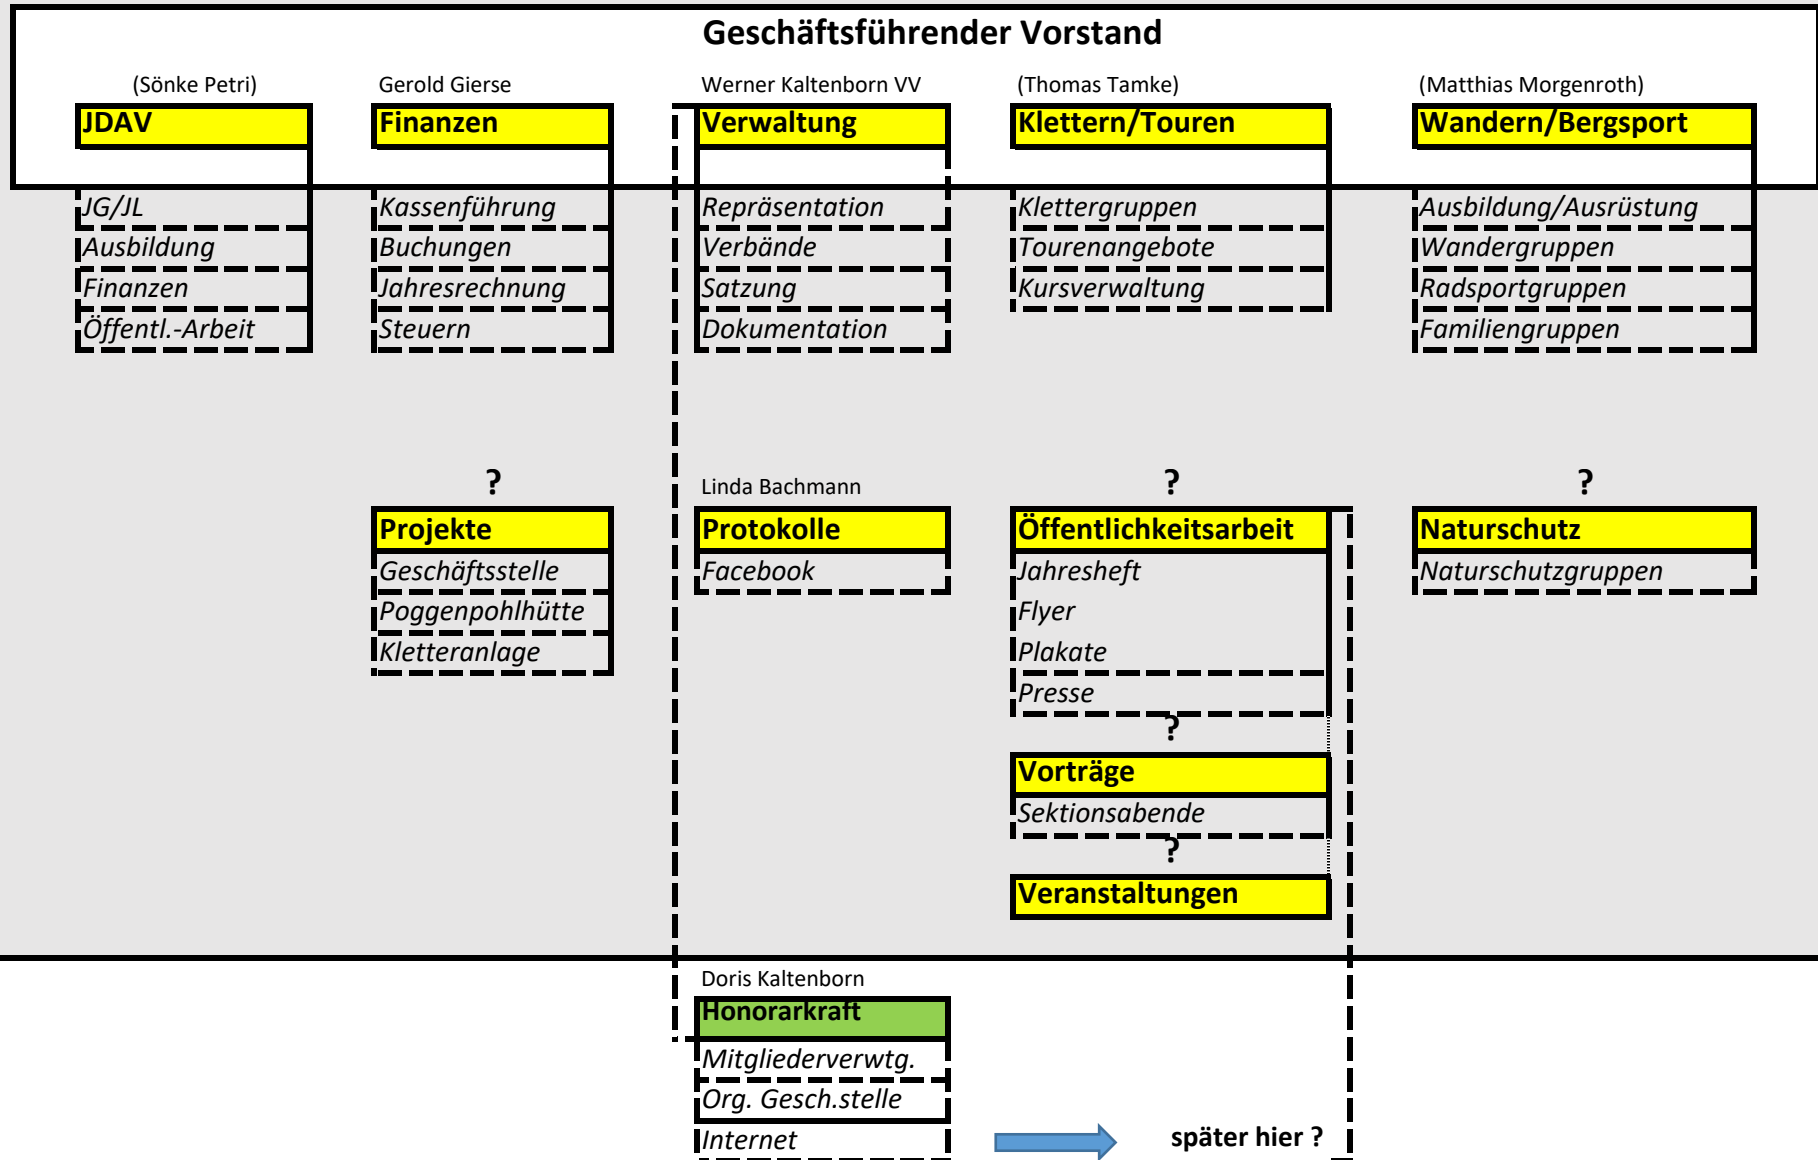 Geschäftsführender Vorstand
(Sönke Petri) Gerold Gierse Werner Kaltenborn VV (Thomas Tamke) (Matthias Morgenroth)
JDAV Finanzen Verwaltung Klettern/Touren Wandern/Bergsport
JG/JL Kassenführung Repräsentation Klettergruppen Ausbildung/Ausrüstung
Ausbildung Buchungen Verbände Tourenangebote Wandergruppen
Finanzen Jahresrechnung Satzung Kursverwaltung Radsportgruppen
Öffentl.-Arbeit Steuern Dokumentation Familiengruppen
? Linda Bachmann ? ?
Projekte Protokolle Öffentlichkeitsarbeit Naturschutz
Geschäftsstelle Facebook Jahresheft Naturschutzgruppen
Poggenpohlhütte Flyer
Kletteranlage Plakate
Presse
?
Vorträge
Sektionsabende
?
Veranstaltungen
Doris Kaltenborn
Honorarkraft
Mitgliederverwtg.
Org. Gesch.stelle
Internet später hier ?